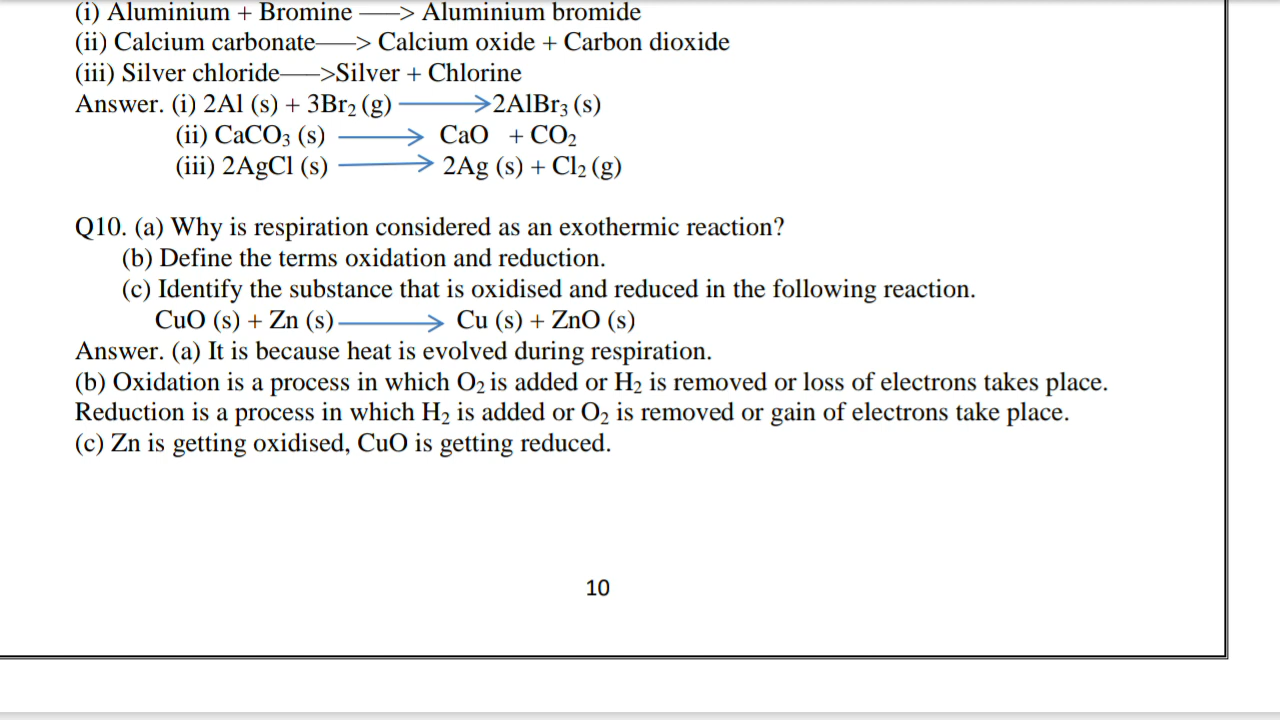 (i) Aluminium + Bromine ——> Aluminium bromide
(ii) Calcium carbonate——> Calcium oxide + Carbon dioxide
(iii) Silver chloride——>Silver + Chlorine
Answer. (i) 2Al (s) + 3Br₂ (g) ⟶2AlBr₃ (s)
(ii) CaCO₃ (s) ⟶ CaO + CO₂
(iii) 2AgCl (s) ⟶ 2Ag (s) + Cl₂ (g)
Q10. (a) Why is respiration considered as an exothermic reaction?
(b) Define the terms oxidation and reduction.
(c) Identify the substance that is oxidised and reduced in the following reaction.
CuO (s) + Zn (s) ⟶ Cu (s) + ZnO (s)
Answer. (a) It is because heat is evolved during respiration.
(b) Oxidation is a process in which O₂ is added or H₂ is removed or loss of electrons takes place.
Reduction is a process in which H₂ is added or O₂ is removed or gain of electrons take place.
(c) Zn is getting oxidised, CuO is getting reduced.
10